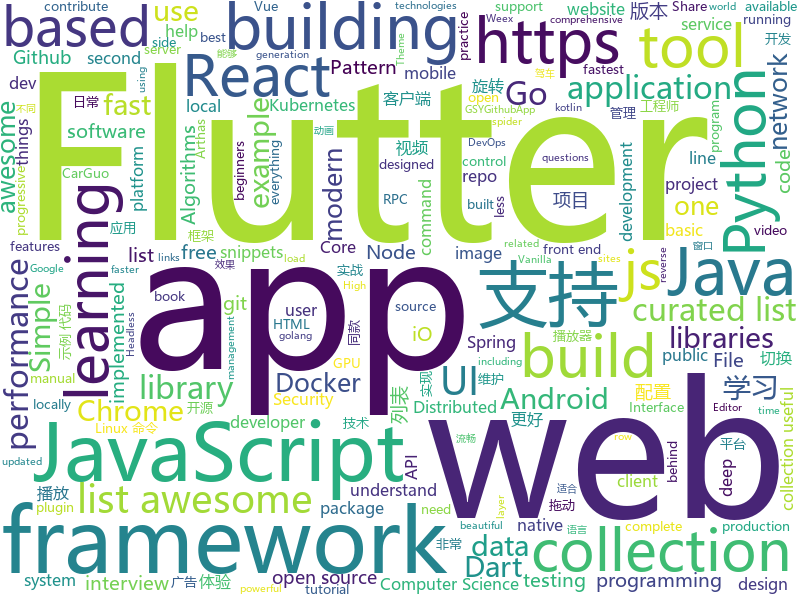 contribute
Vue
technologies
Weex
support
website
版本
Share
world
available
based
use
building
https
practice
service
running
side
second
best
generation
能够
comprehensive
Github
help
server
using
Theme
fastest
开发
dev
React
Pattern
mobile
tool
different
不同
日常
fast
local
Go
旋转
驾车
工程师
open
GSYGithubApp
管理
kotlin
application
Kubernetes
客户端
network
awesome
things
software
Flutter
Arthas
动画
spider
DevOps
questions
program
progressive
CarGuo
platform
beginners
Algorithms
example
everything
视频
designed
control
repo
line
Python
code
modern
RPC
command
built
less
项目
project
development
one
basic
features
应用
框架
snippets
Core
Node
image
front end
video
Google
faster
list
free
app
支持
js
Java
links
效果
load
related
Vanilla
sites
窗口
reverse
performance
learning
book
实战
git
High
Simple
示例 代码
Headless
implemented
user
同款
source
curated list
golang
HTML
iO
Spring
播放器
build
libraries
management
GPU
public
File
切换
manual
library
Docker
列表
实现
维护
UI
Android
配置
学习
including
Chrome
Security
Distributed
更好
Interface
Editor
locally
Linux 命令
开源
JavaScript
web
developer
技术
API
time
updated
播放
list awesome
understand
流畅
client
平台
behind
deep
collection useful
plugin
package
need
native
适合
拖动
row
complete
production
framework
collection
layer
data
Dart
非常
语言
beautiful
testing
programming
system
interview
广告
体验
open source
tutorial
Computer Science
powerful
design